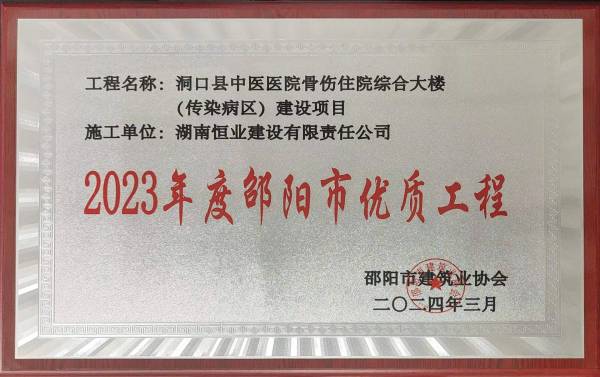 工程名称：洞口县中医医院骨伤住院综合大楼
（传染病区）建设项目
施工单位：湖南恒业建设有限责任公司
2023年度邵阳市优质工程
邵阳市建筑业协会
二〇二四年三月